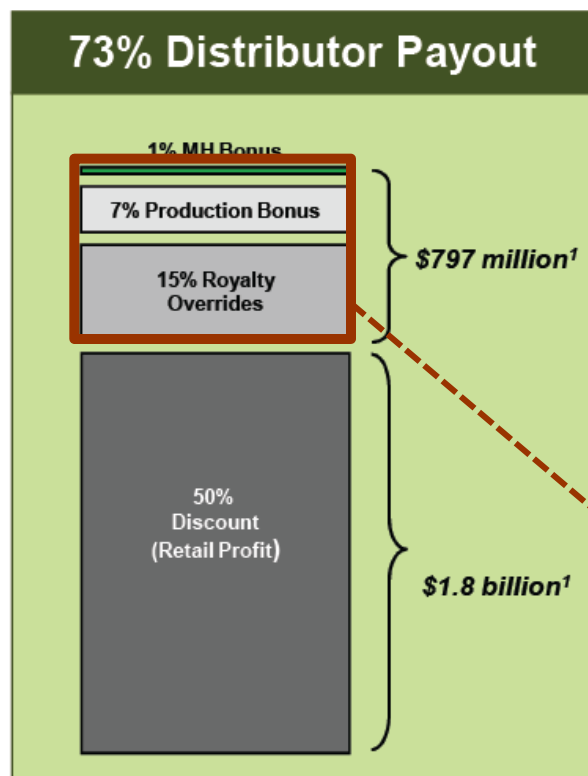 73% Distributor Payout
1% MH Bonus
7% Production Bonus
$797 million¹
15% Royalty
Overrides
50%
Discount
(Retail Profit)
$1.8 billion¹